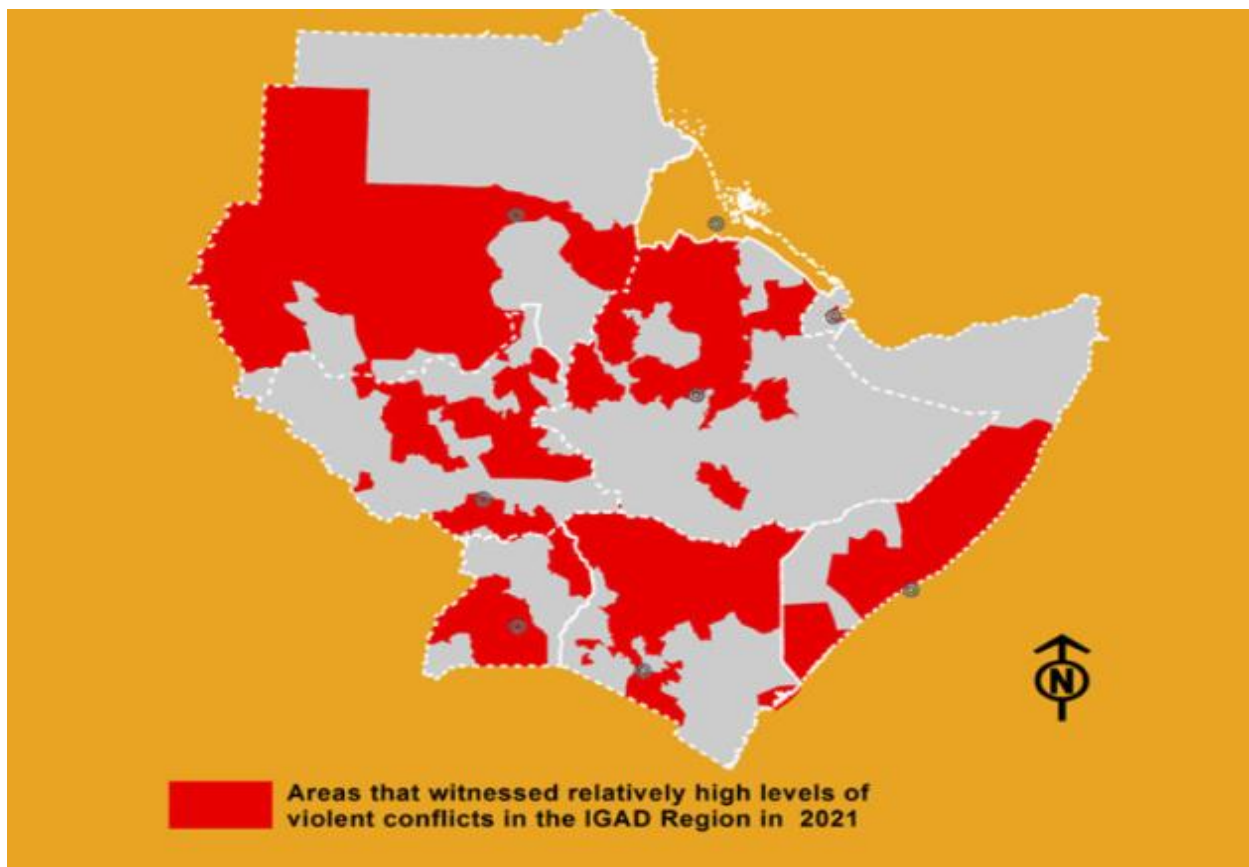 N
Areas that witnessed relatively high levels of
violent conflicts in the IGAD Region in 2021